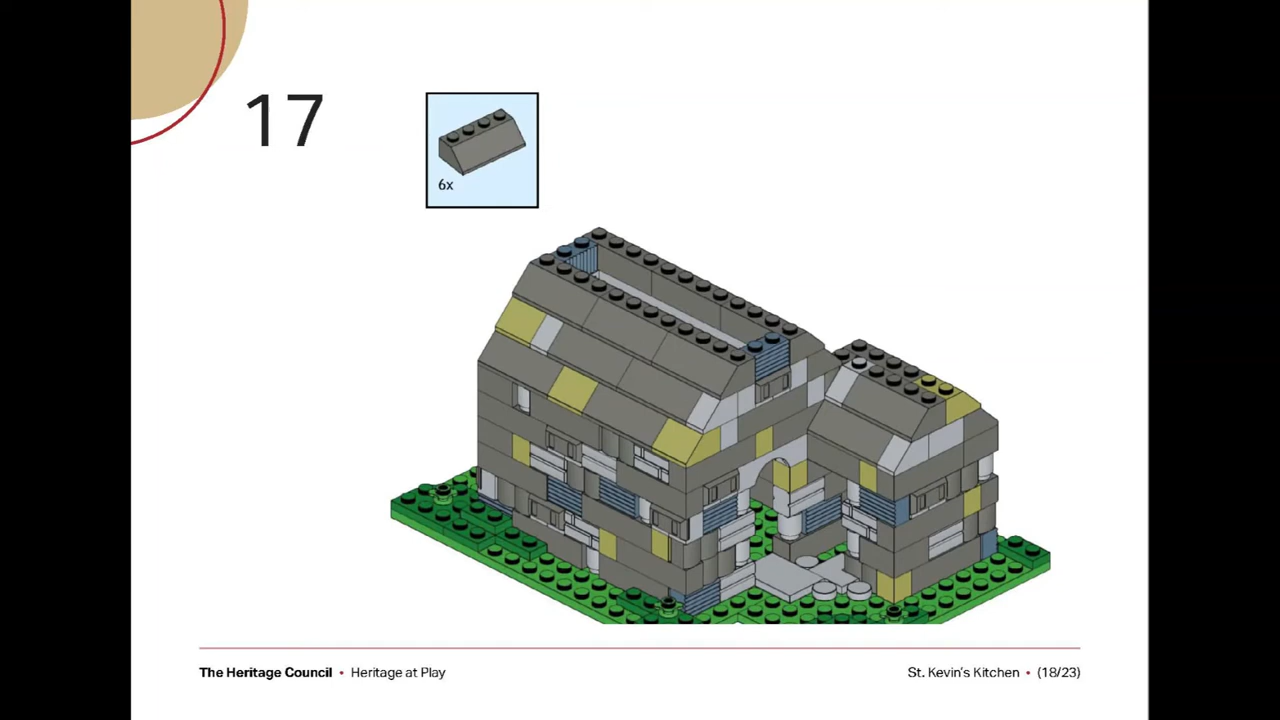 17
6x
The Heritage Council • Heritage at Play
St. Kevin's Kitchen • (18/23)